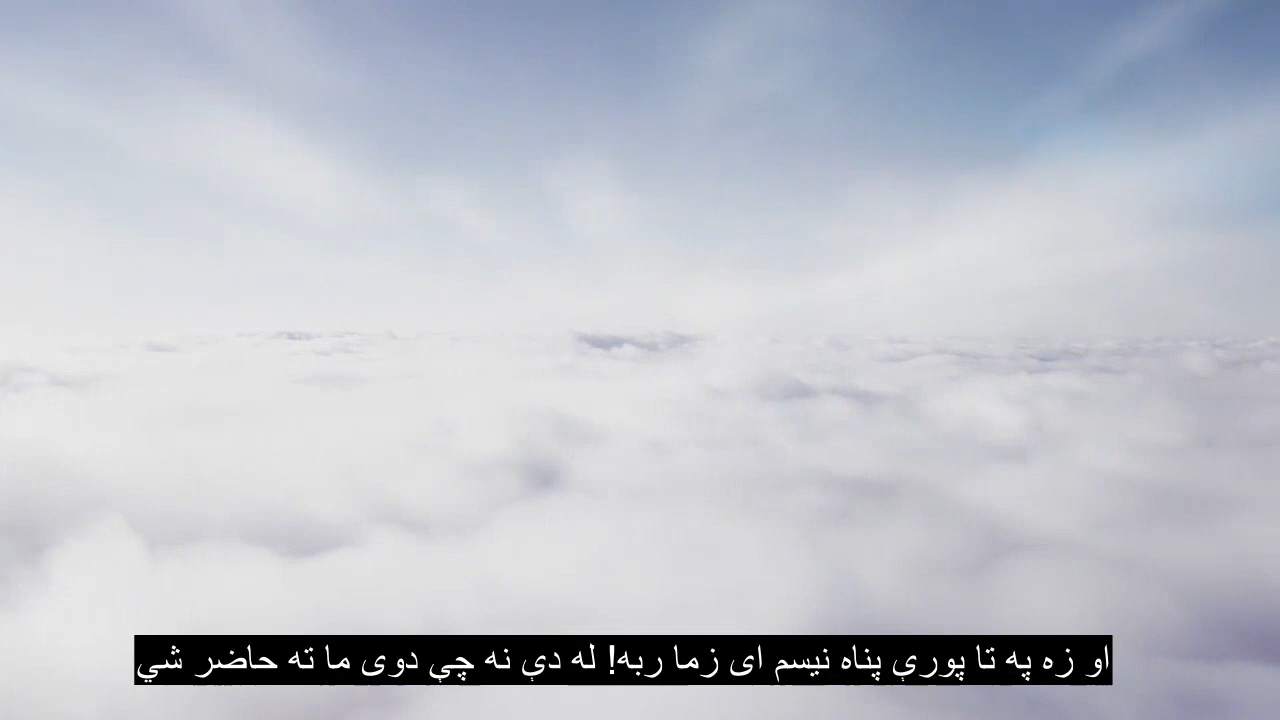 او زه په تا پورې پناه نیسم ای زما ربه! له دې نه چې دوی ما ته حاضر شي